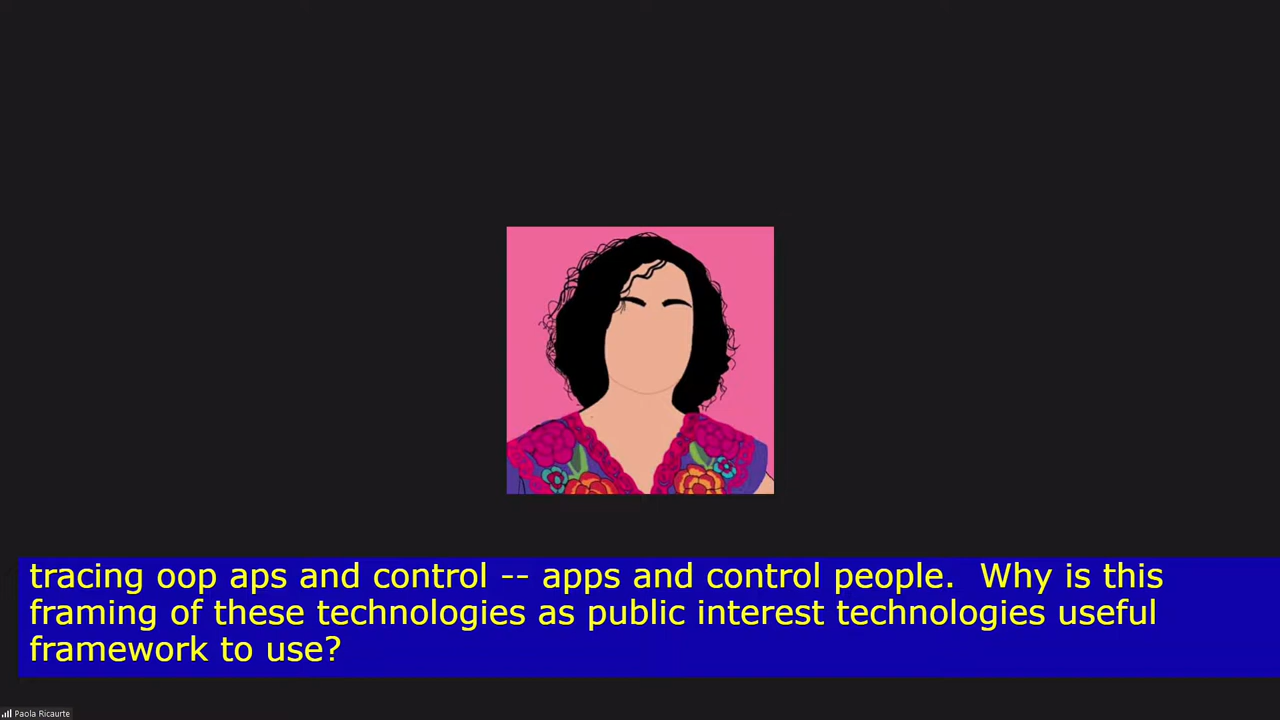 tracing oop aps and control -- apps and control people.  Why is this
framing of these technologies as public interest technologies useful
framework to use?
Paola Ricaurte